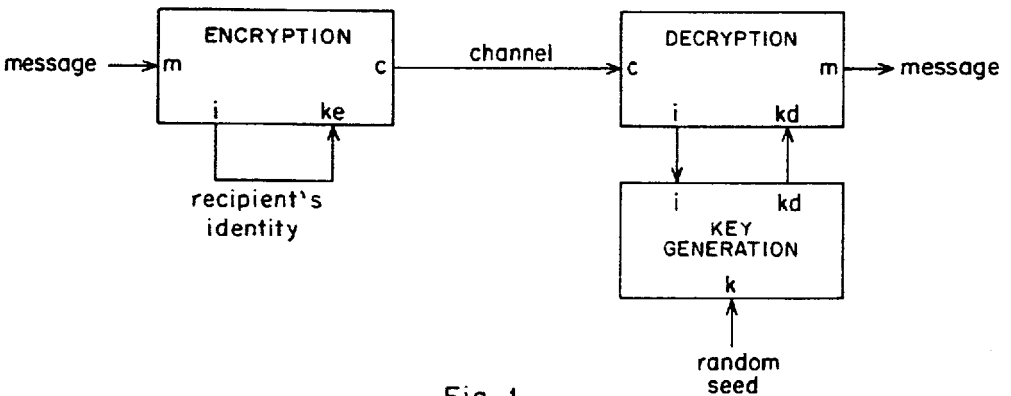 ENCRYPTION
message
m
c
i
ke
recipient's
identity
channel
DECRYPTION
c
m
message
i
kd
i
kd
KEY
GENERATION
k
random
seed
Fig. 1